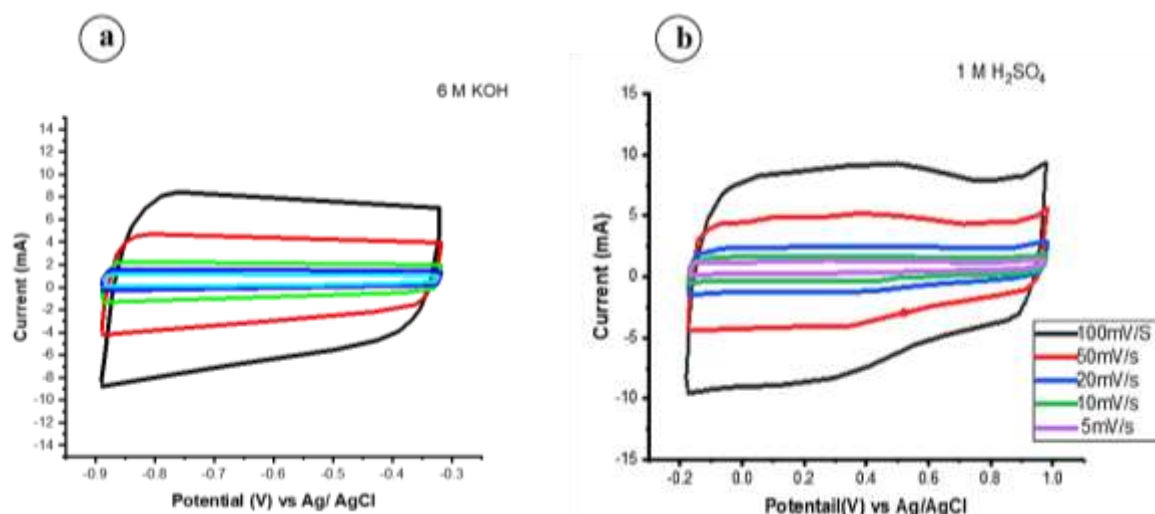 a
6 M KOH
14
12
10
8
6
4
2
0
-2
-4
-6
-8
-10
-12
-14
Current (mA)
-0.9 -0.8 -0.7 -0.6 -0.5 -0.4 -0.3
Potential (V) vs Ag/ AgCl
b
1 M H₂SO₄
15
10
5
0
-5
-10
-15
Current (mA)
-0.2 0.0 0.2 0.4 0.6 0.8 1.0
Potentail(V) vs Ag/AgCl
100mV/S
50mV/s
20mV/s
10mV/s
5mV/s